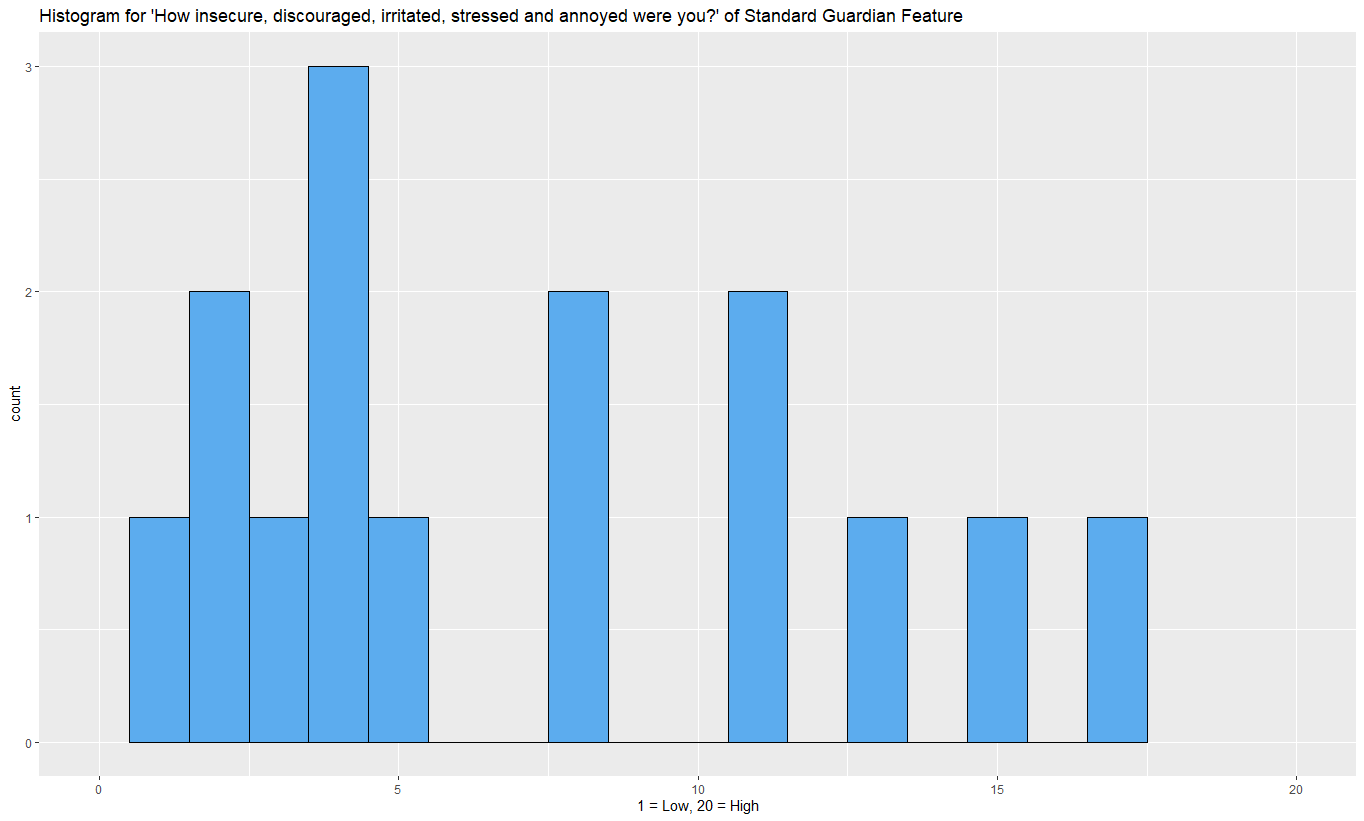 Histogram for 'How insecure, discouraged, irritated, stressed and annoyed were you?' of Standard Guardian Feature
3
2
1
0
count
0 5 10 15 20
1 = Low, 20 = High